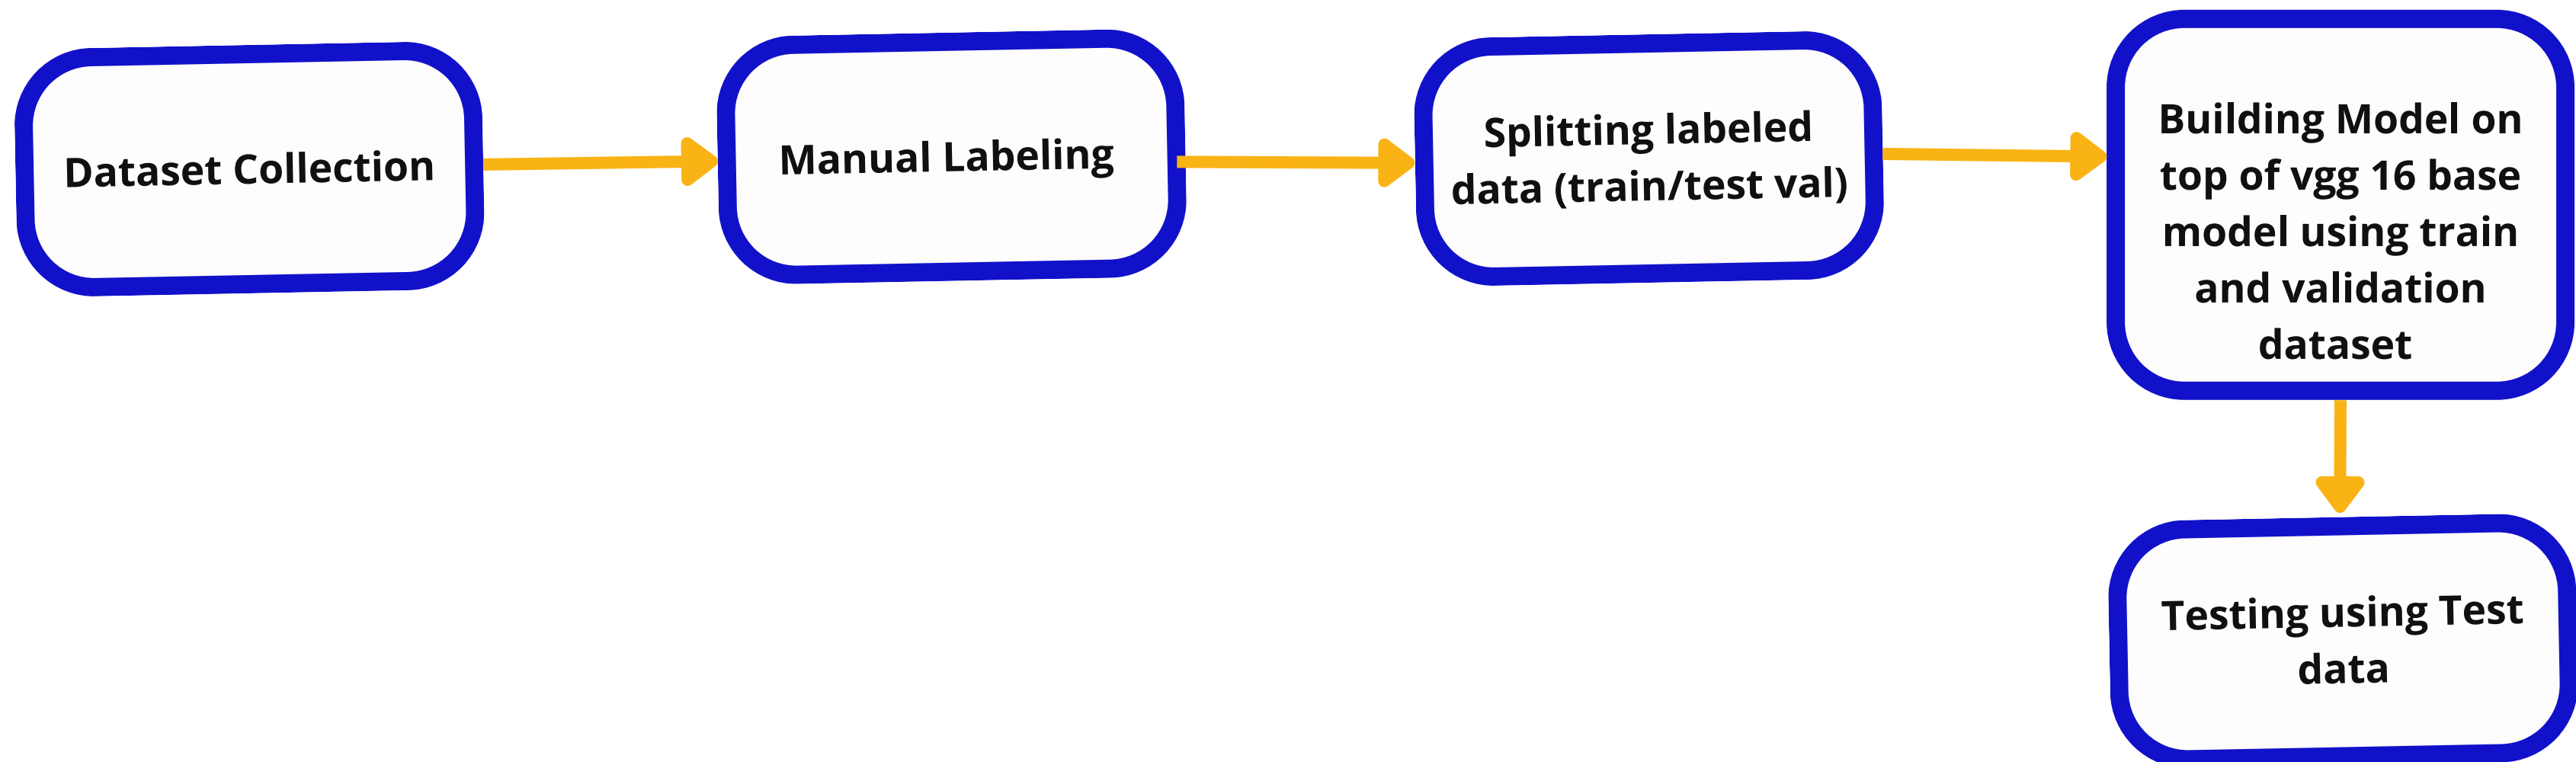 Dataset Collection
Manual Labeling
Splitting labeled
data (train/test val)
Building Model on
top of vgg 16 base
model using train
and validation
dataset
Testing using Test
data